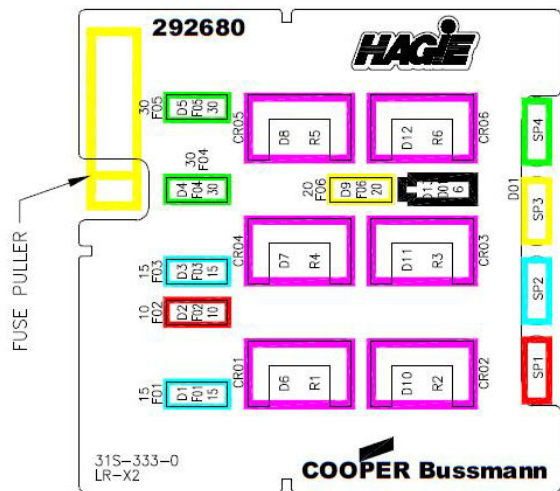 292680
HAGIE
30
F05
D5
F05
30
CR05
D8
R5
D12
R6
CR06
SP4
30
F04
D4
F04
30
20
F06
D9
F06
20
D13
D01
6
D01
SP3
FUSE PULLER
15
F03
D3
F03
15
CR04
D7
R4
D11
R3
CR03
SP2
10
F02
D2
F02
10
15
F01
D1
F01
15
CR01
D6
R1
D10
R2
CR02
SP1
31S-333-0
LR-X2
COOPER Bussmann